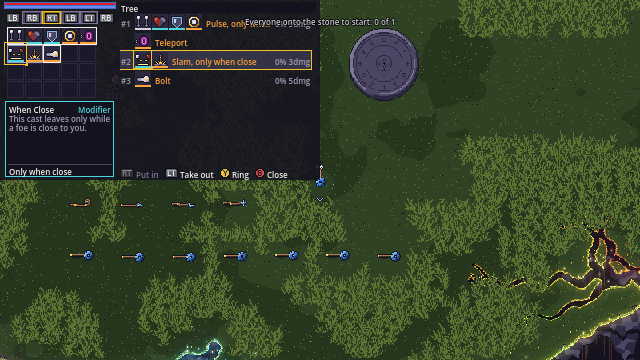 LB RB RT LB LT RB
Tree
#1 Pulse, only
Everyone onto the stone to start: 0 of 1
Teleport
#2 Slam, only when close 0% 3dmg
#3 Bolt 0% 5dmg
When Close Modifier
This cast leaves only while
a foe is close to you.
Only when close
RT Put in LT Take out Y Ring B Close